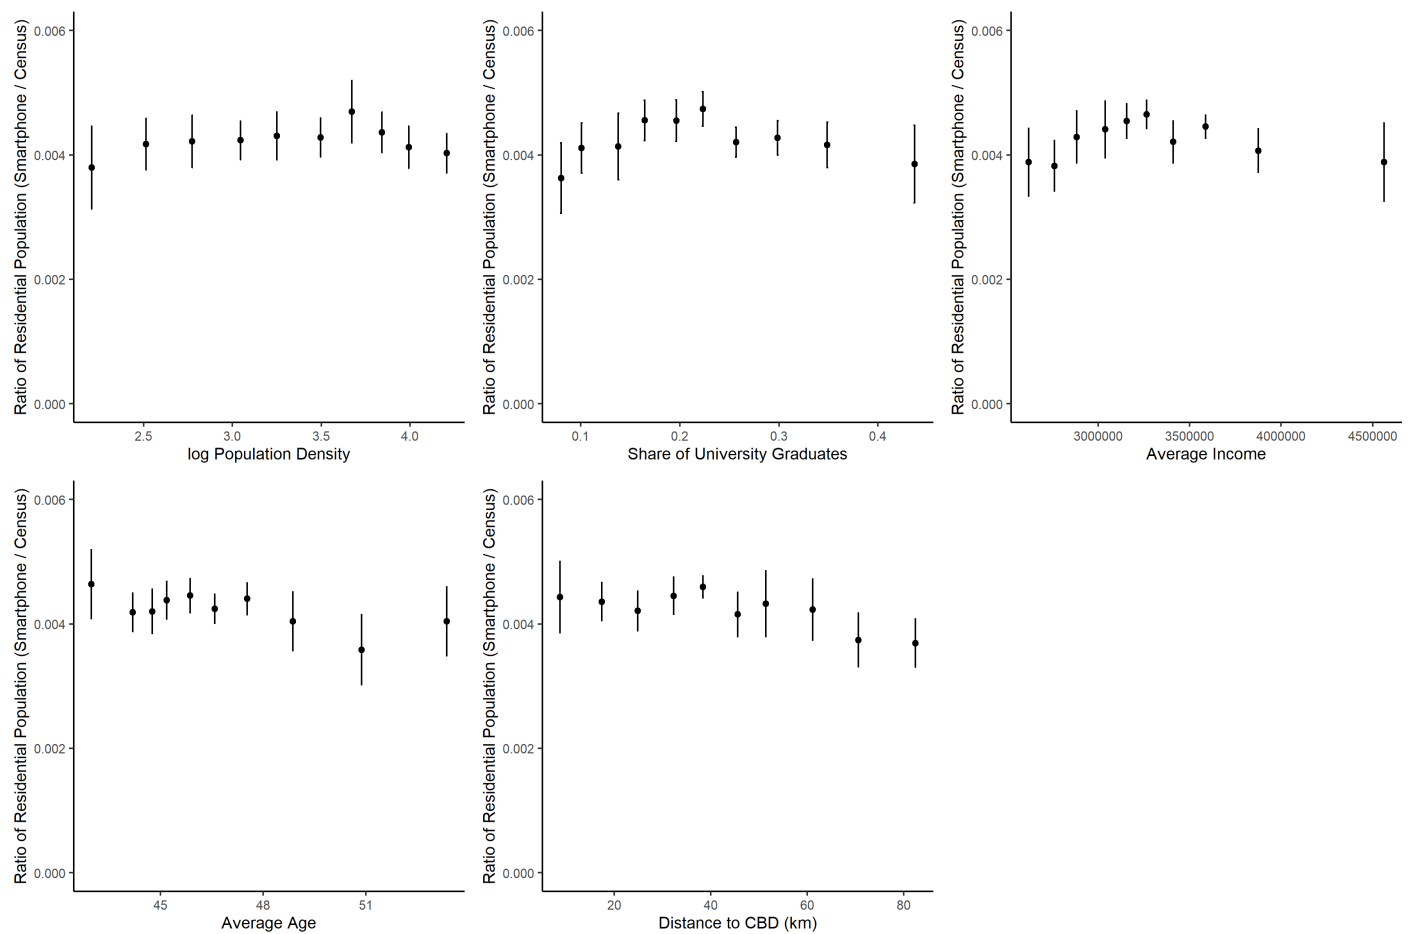 Ratio of Residential Population (Smartphone / Census)
0.006
0.004
0.002
0.000
2.5 3.0 3.5 4.0
log Population Density
Ratio of Residential Population (Smartphone / Census)
0.006
0.004
0.002
0.000
0.1 0.2 0.3 0.4
Share of University Graduates
Ratio of Residential Population (Smartphone / Census)
0.006
0.004
0.002
0.000
3000000 3500000 4000000 4500000
Average Income
Ratio of Residential Population (Smartphone / Census)
0.006
0.004
0.002
0.000
45 48 51
Average Age
Ratio of Residential Population (Smartphone / Census)
0.006
0.004
0.002
0.000
20 40 60 80
Distance to CBD (km)